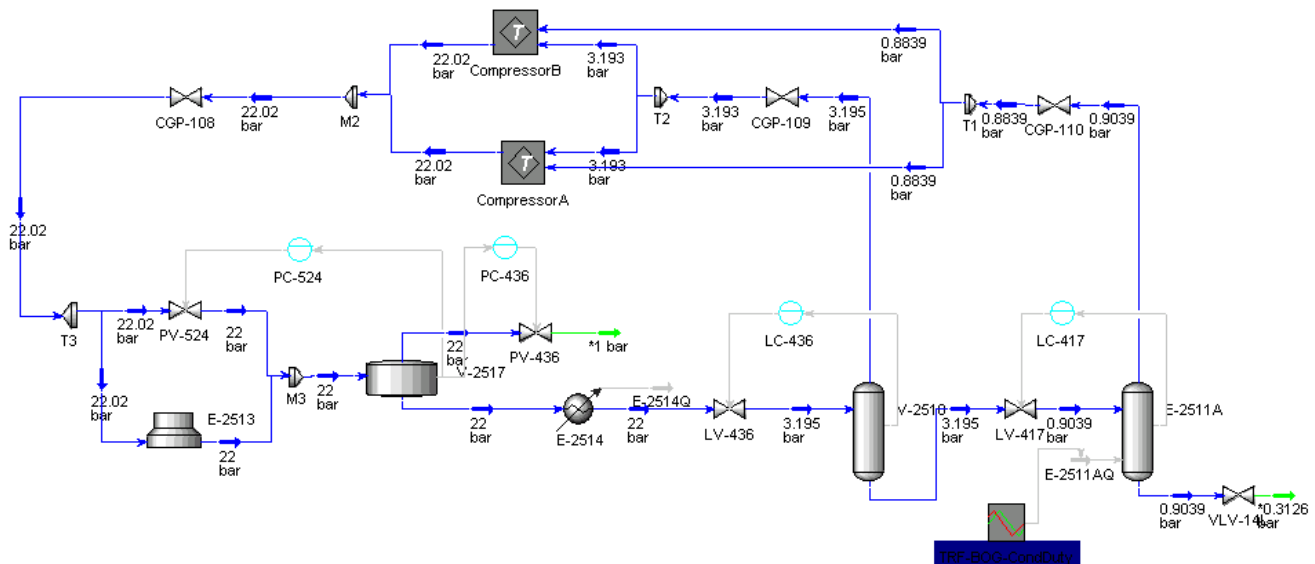 T
CompressorB
22.02
bar
3.193
bar
0.8839
bar
CGP-108
22.02
bar
M2
T2
3.193
bar
CGP-109
3.195
bar
T1
0.8839
bar
CGP-110
0.9039
bar
T
CompressorA
22.02
bar
3.193
bar
0.8839
bar
22.02
bar
PC-524
PC-436
LC-436
LC-417
T3
22.02
bar
PV-524
22
bar
M3
22
bar
V-2517
22
bar
PV-436
*1 bar
22.02
bar
E-2513
22
bar
22
bar
E-2514
E-2514Q
22
bar
LV-436
3.195
bar
V-2510
3.195
bar
LV-417
0.9039
bar
E-2511A
E-2511AQ
0.9039
bar
VLV-14L
*0.3126
bar
TRF-BOG-CondDuty